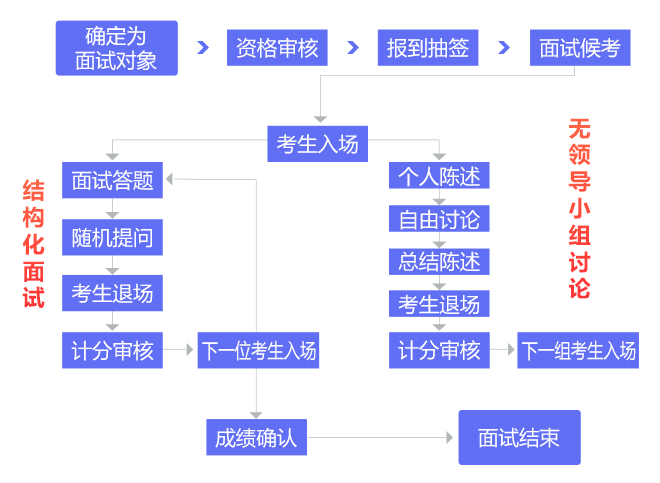 确定为
面试对象
资格审核
报到抽签
面试候考
考生入场
结构化面试
面试答题
随机提问
考生退场
计分审核
下一位考生入场
个人陈述
自由讨论
总结陈述
考生退场
计分审核
下一组考生入场
无领导小组讨论
成绩确认
面试结束